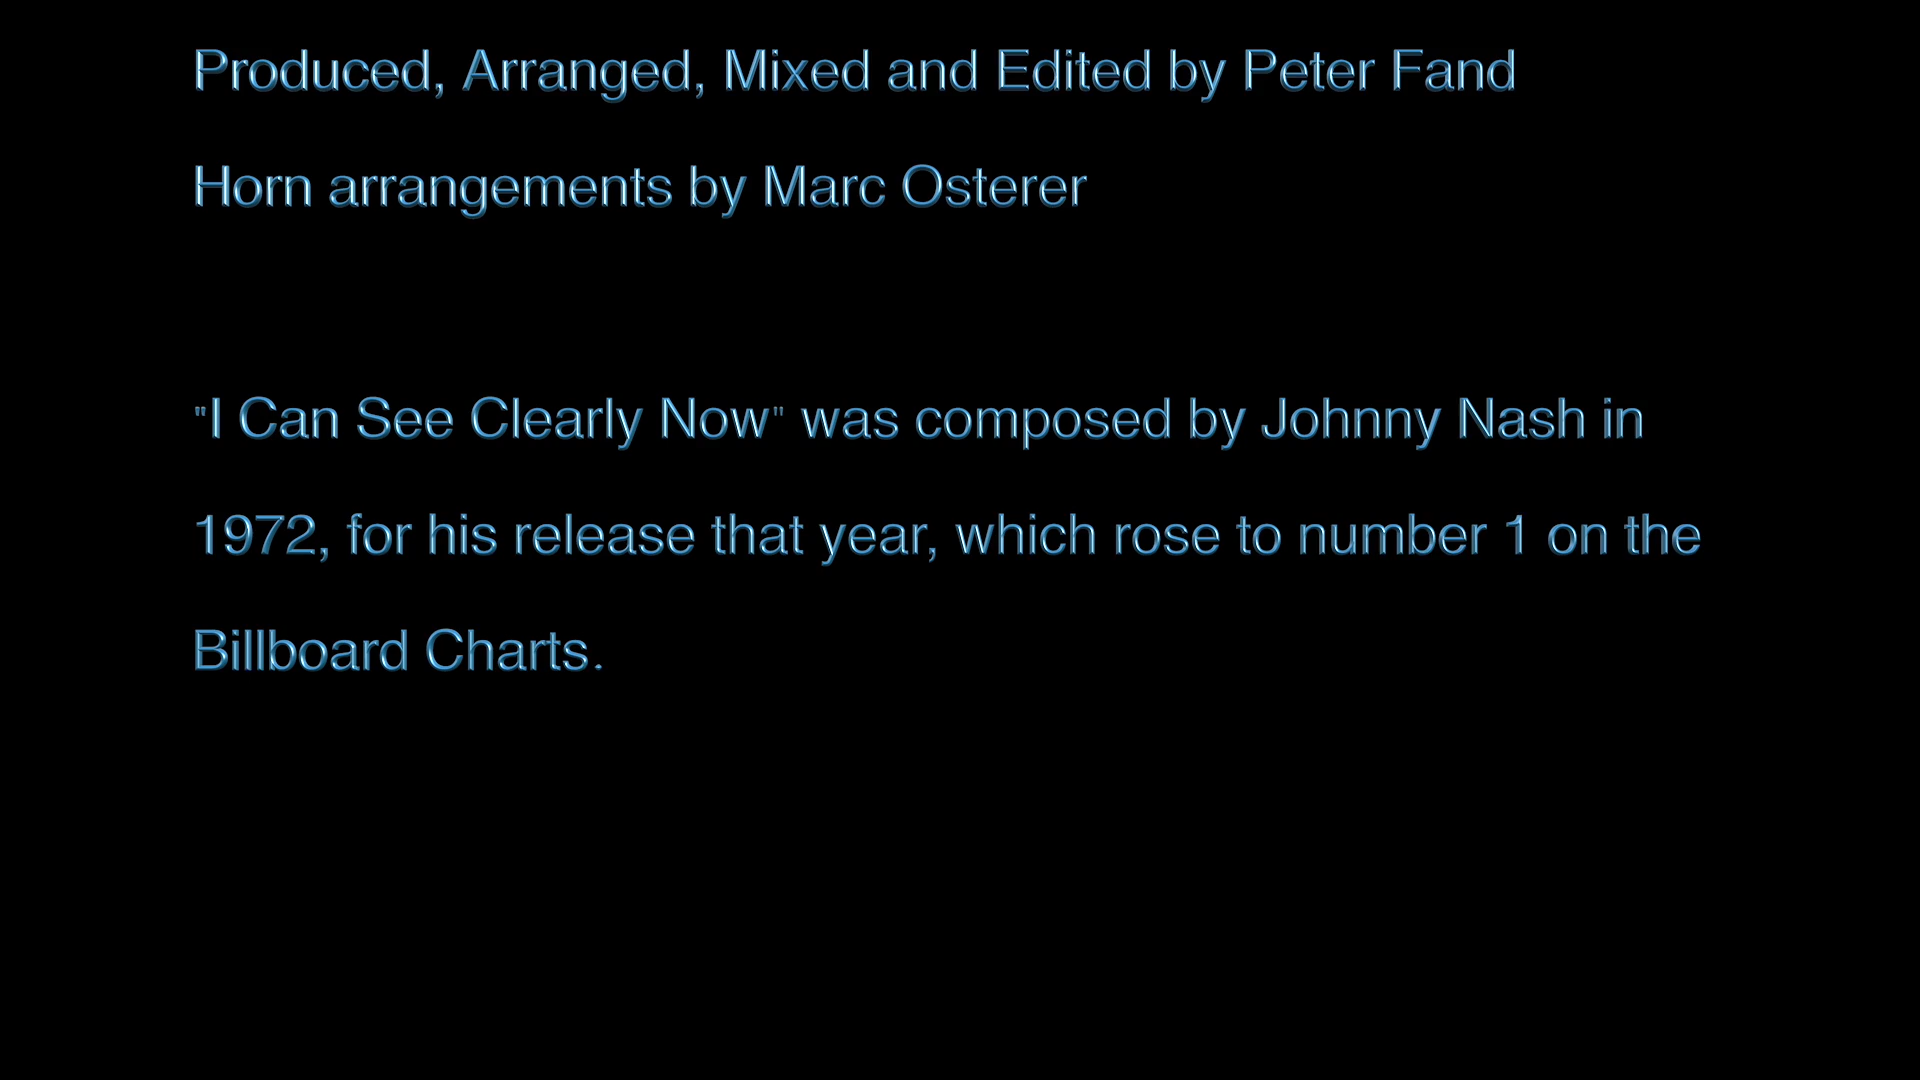 Produced, Arranged, Mixed and Edited by Peter Fand
Horn arrangements by Marc Osterer
"I Can See Clearly Now" was composed by Johnny Nash in
1972, for his release that year, which rose to number 1 on the
Billboard Charts.